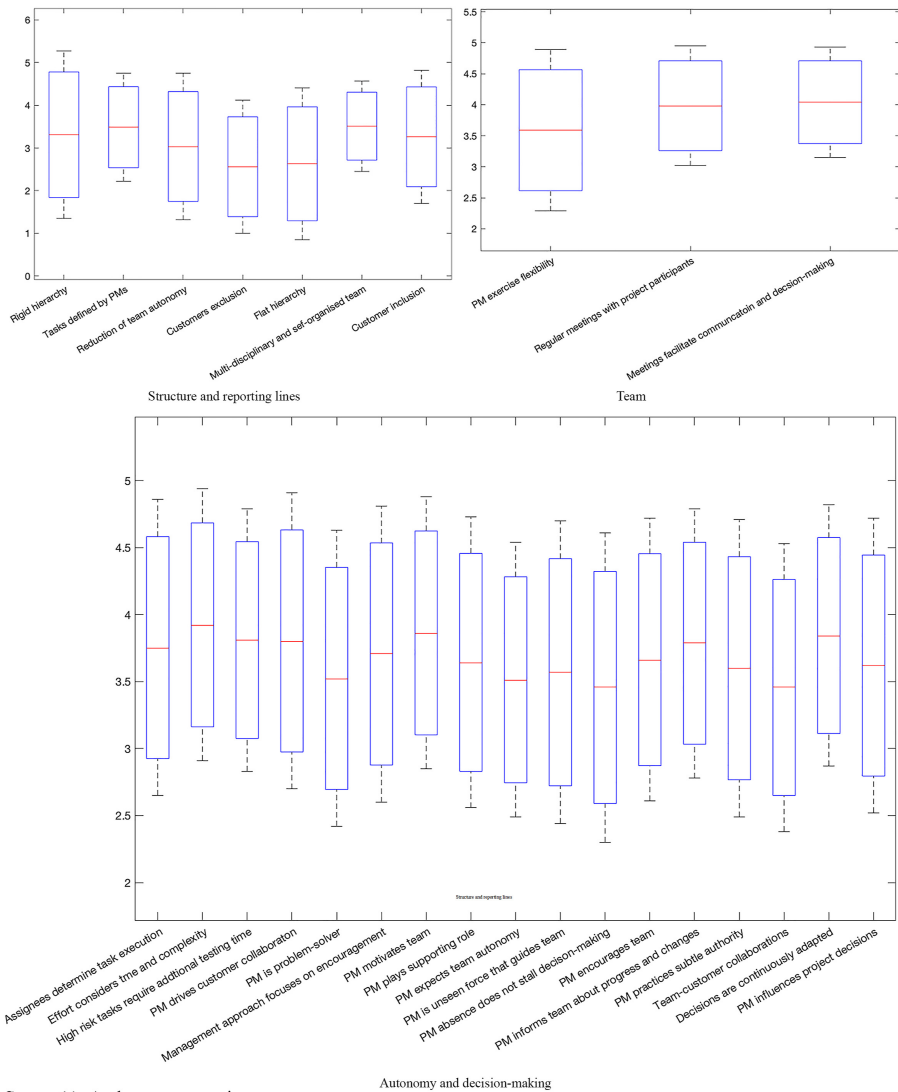 6
5
4
3
2
1
0
Rigid hierarchy
Tasks defined by PMs
Reduction of team autonomy
Customers exclusion
Flat hierarchy
Multi-disciplinary and sef-organised team
Customer inclusion
Structure and reporting lines
5.5
5
4.5
4
3.5
3
2.5
2
PM exercise flexibility
Regular meetings with project participants
Meetings facilitate communcatoin and decsion-making
Team
5
4.5
4
3.5
3
2.5
2
Structure and reporting lines
Assignees determine task execution
Effort considers tme and complexity
High risk tasks require addtional testing time
PM drives customer collaboraton
PM is problem-solver
Management approach focuses on encouragement
PM motivates team
PM plays supporting role
PM expects team autonomy
PM is unseen force that guides team
PM absence does not stall decision-making
PM encourages team
PM informs team about progress and changes
PM practices subtle authority
Team-customer collaborations
Decisions are continuously adapted
PM influences project decisions
Autonomy and decision-making